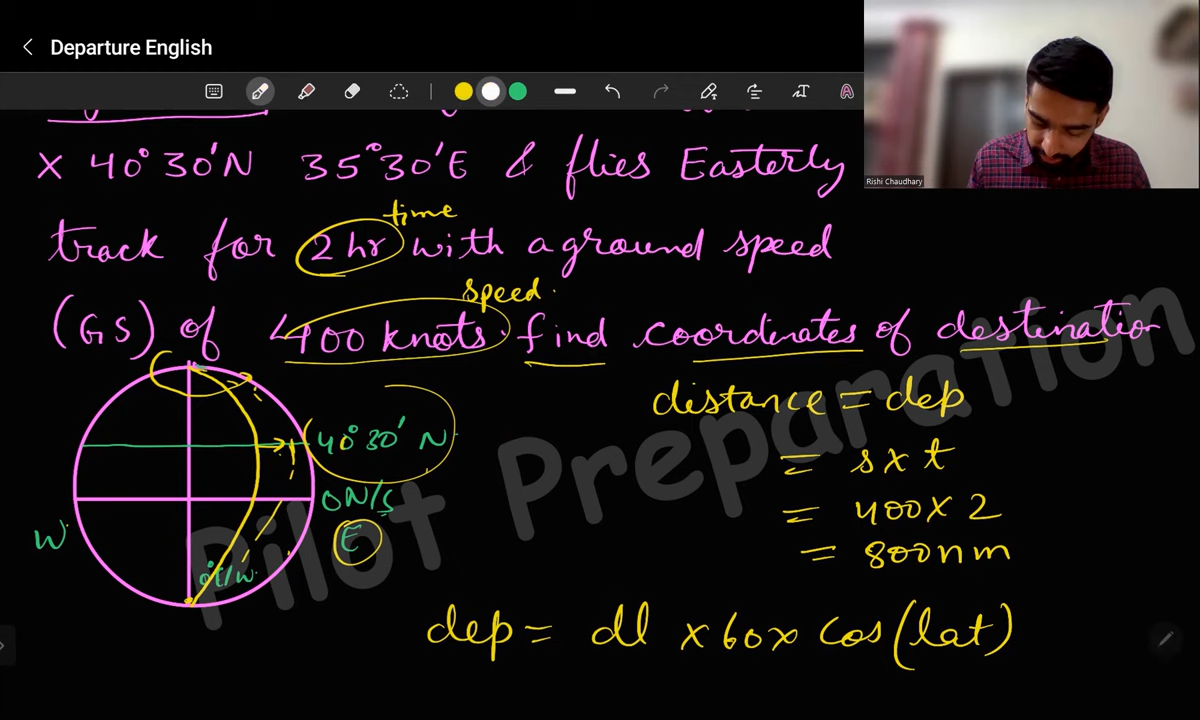 Departure English
X 40°30'N 35°30'E & flies Easterly
time
track for 2 hr with a ground speed
speed.
(GS) of 400 knots. find coordinates of destination
distance = dep
40°30' N
= s x t
0N/S
= 400 x 2
W
E
= 800nm
0E/W
dep = dl x 60 x cos(lat)
Rishi Chaudhary
Pilot Preparation